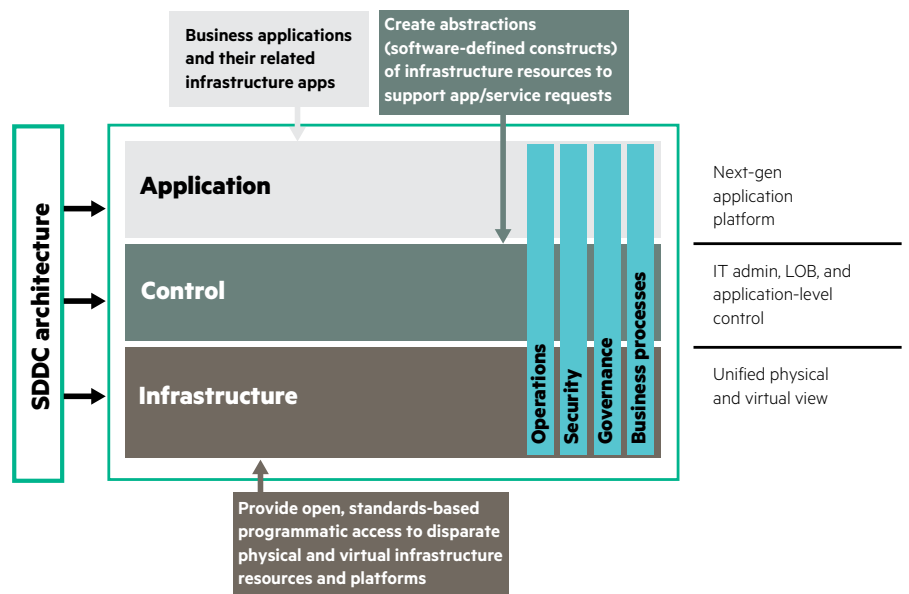 Business applications
and their related
infrastructure apps
Create abstractions
(software-defined constructs)
of infrastructure resources to
support app/service requests
SDDC architecture
Application
Control
Infrastructure
Operations
Security
Governance
Business processes
Next-gen
application
platform
IT admin, LOB, and
application-level
control
Unified physical
and virtual view
Provide open, standards-based
programmatic access to disparate
physical and virtual infrastructure
resources and platforms